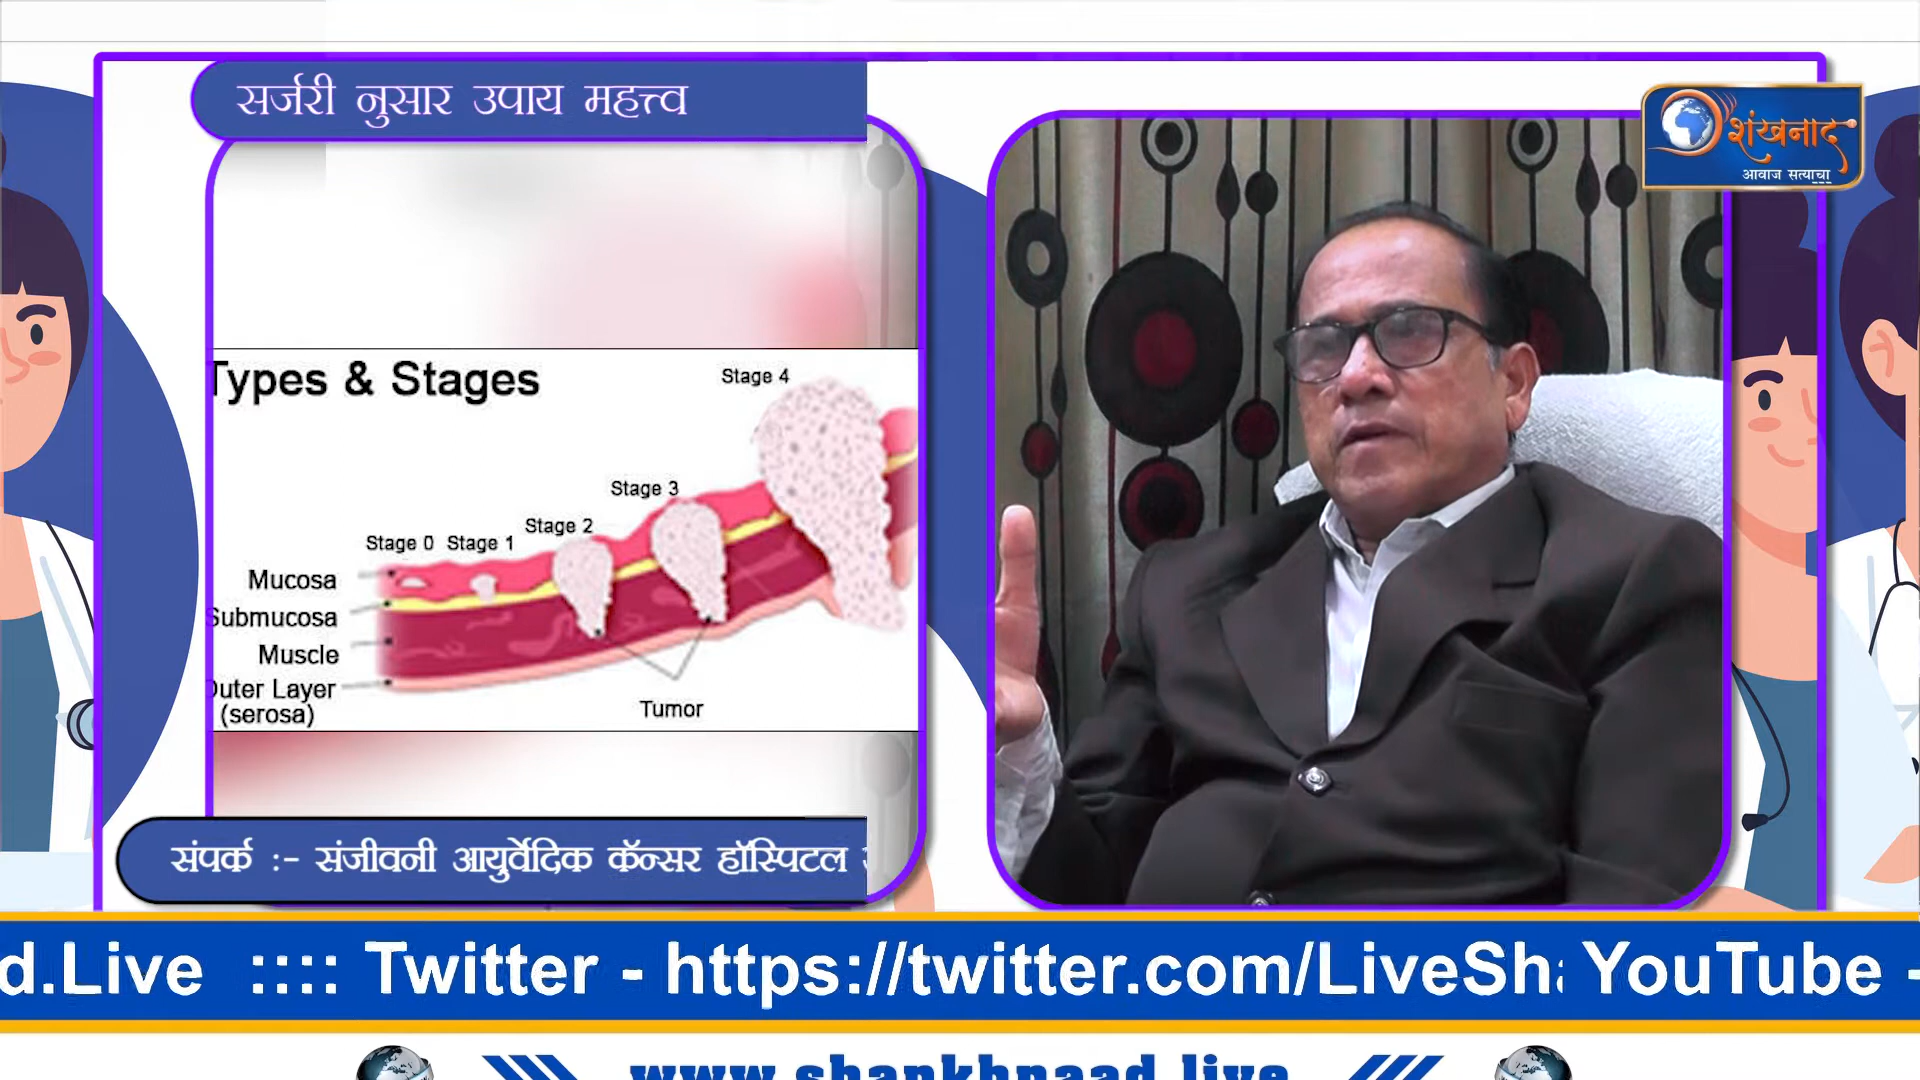 सर्जरी नुसार उपाय महत्त्व
शंखनाद
आवाज सत्याचा
Types & Stages
Stage 4
Stage 3
Stage 2
Stage 0 Stage 1
Mucosa
Submucosa
Muscle
Outer Layer
(serosa)
Tumor
संपर्क :- संजीवनी आयुर्वेदिक कॅन्सर हॉस्पिटल
d.Live :::: Twitter - https://twitter.com/LiveSha YouTube -
www.shankhnaad.live